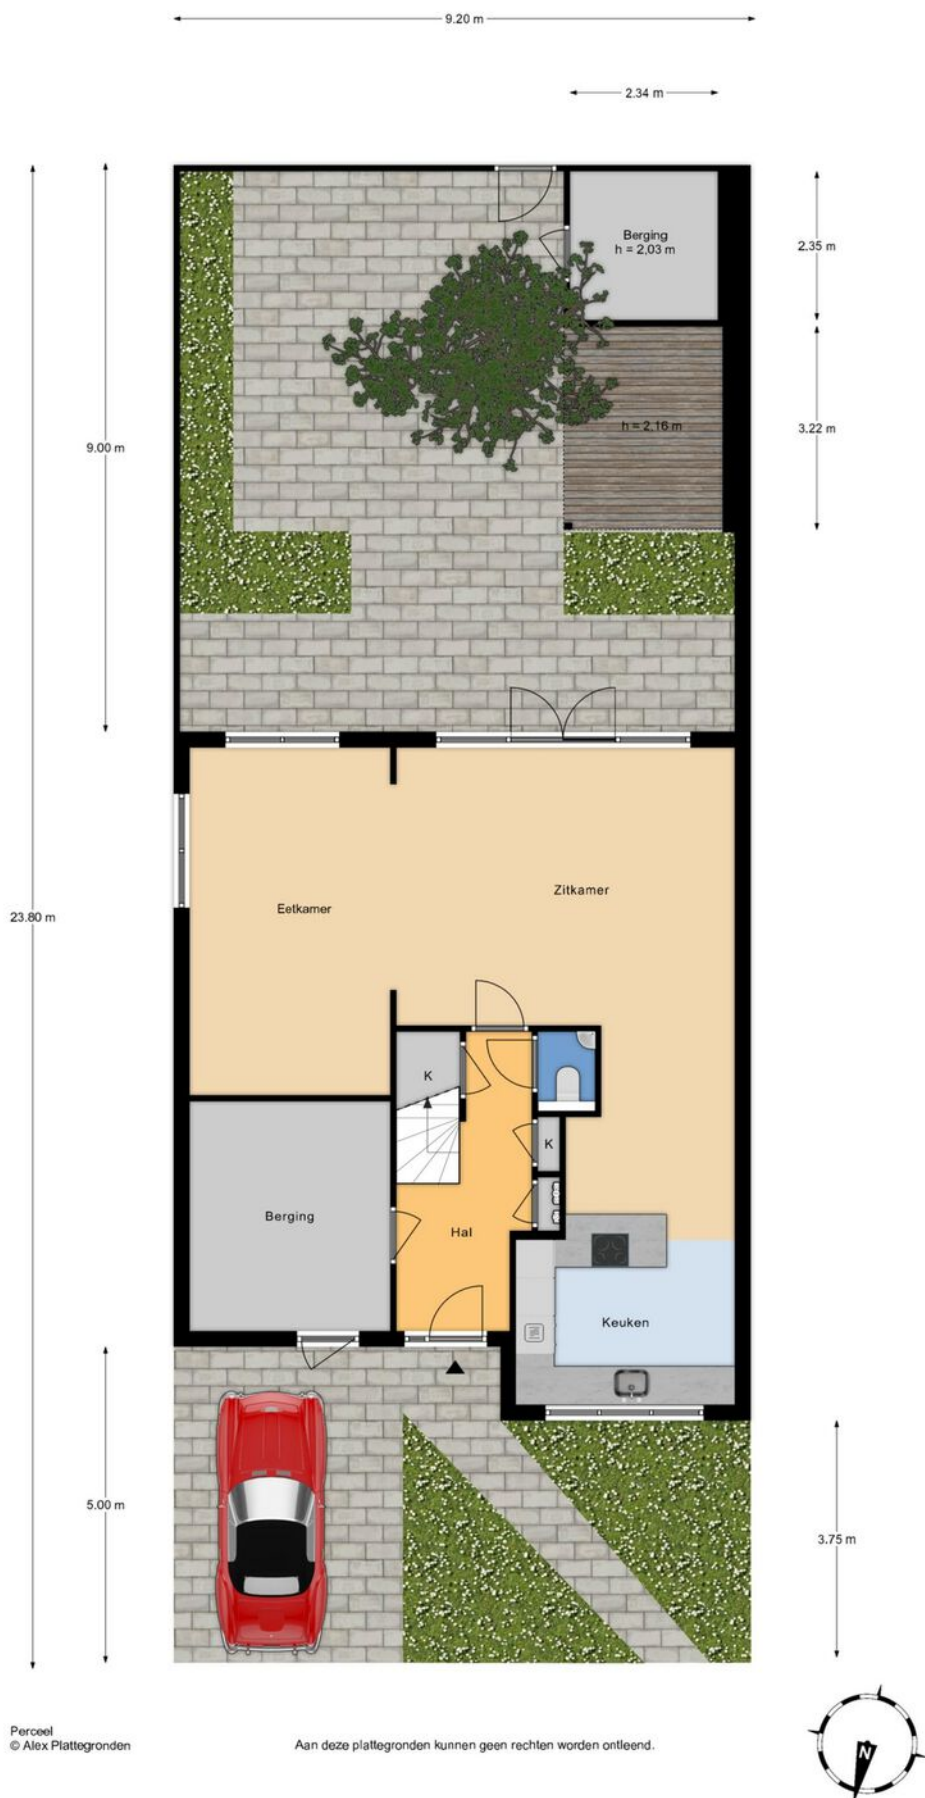 9.20 m
2.34 m
Berging
h = 2,03 m
2.35 m
h = 2,16 m
3.22 m
9.00 m
23.80 m
Eetkamer
Zitkamer
K
K
Berging
Hal
Keuken
5.00 m
3.75 m
Perceel
© Alex Plattegronden
Aan deze plattegronden kunnen geen rechten worden ontleend.
N